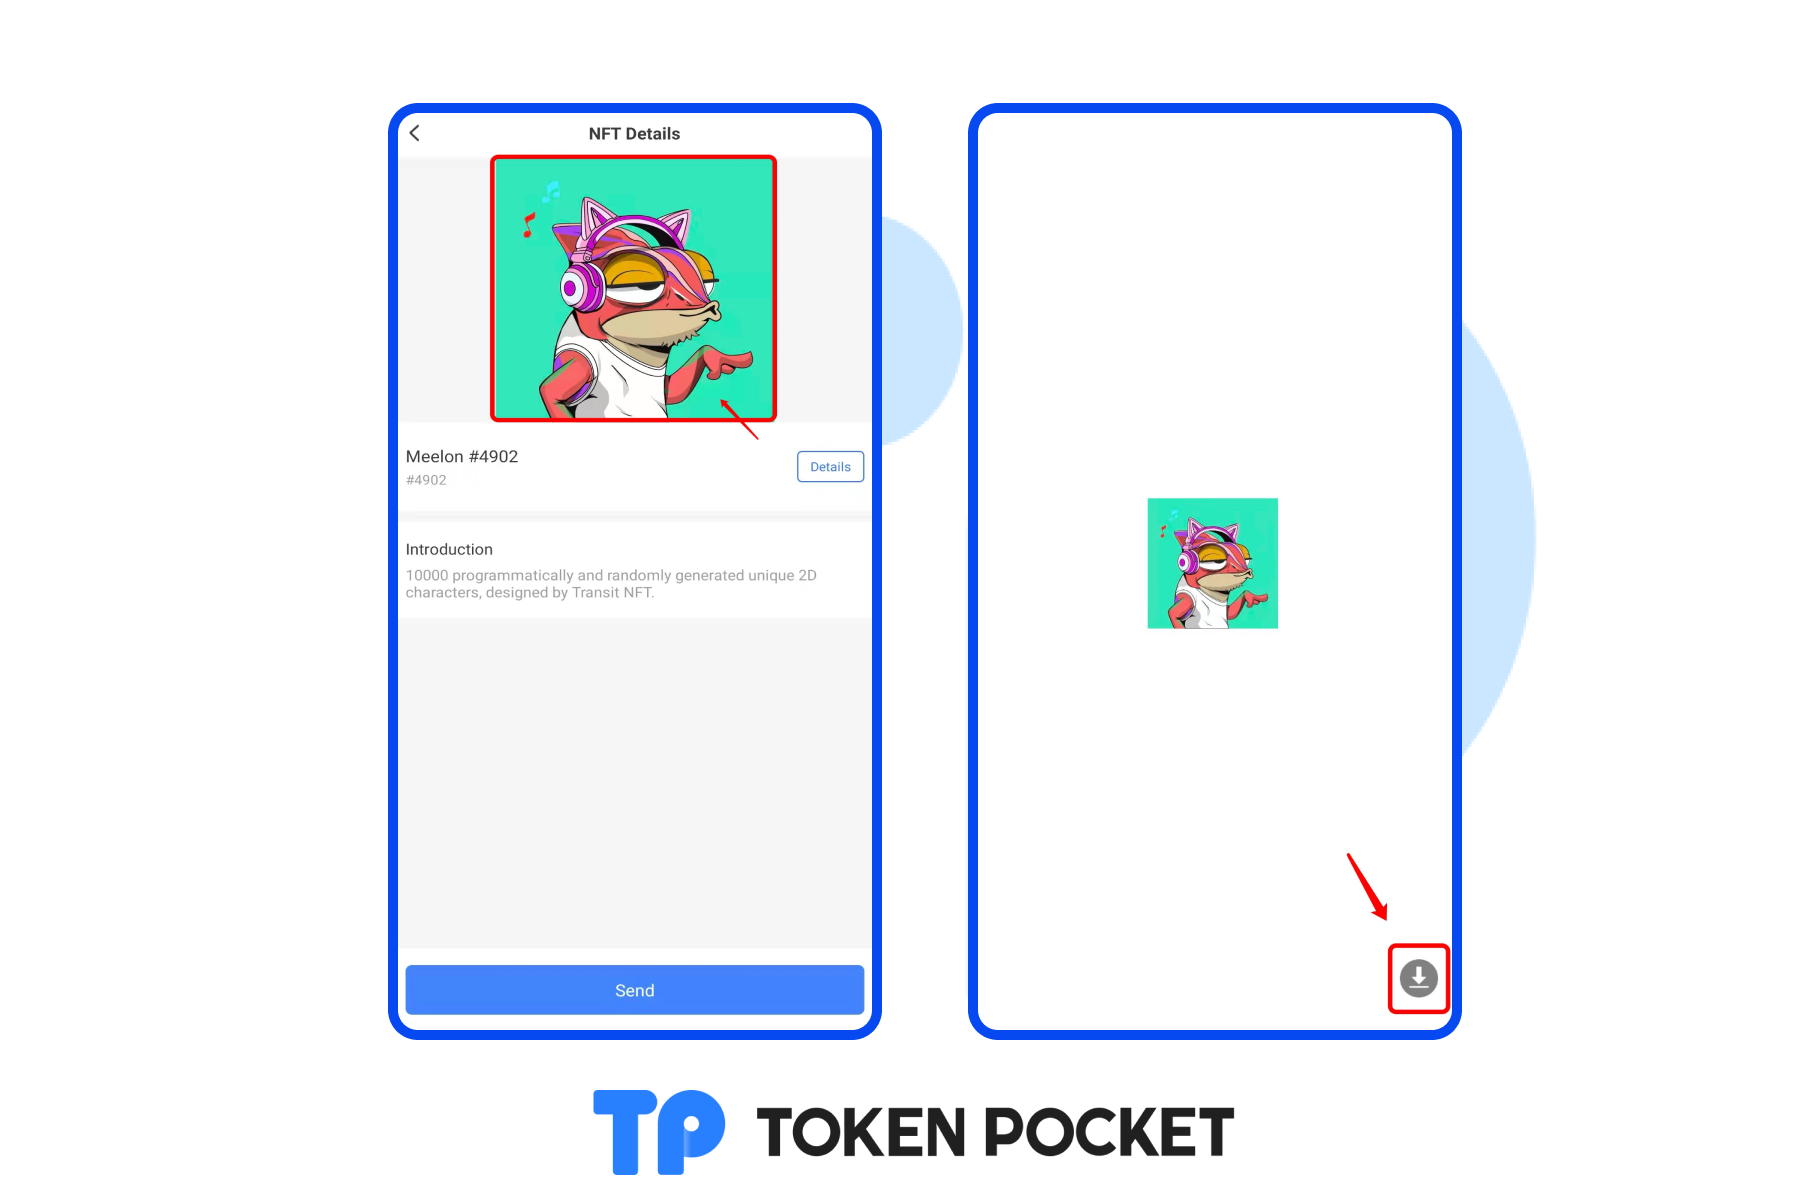 NFT Details
Meelon #4902
#4902
Details
Introduction
10000 programmatically and randomly generated unique 2D
characters, designed by Transit NFT.
Send
TP TOKEN POCKET